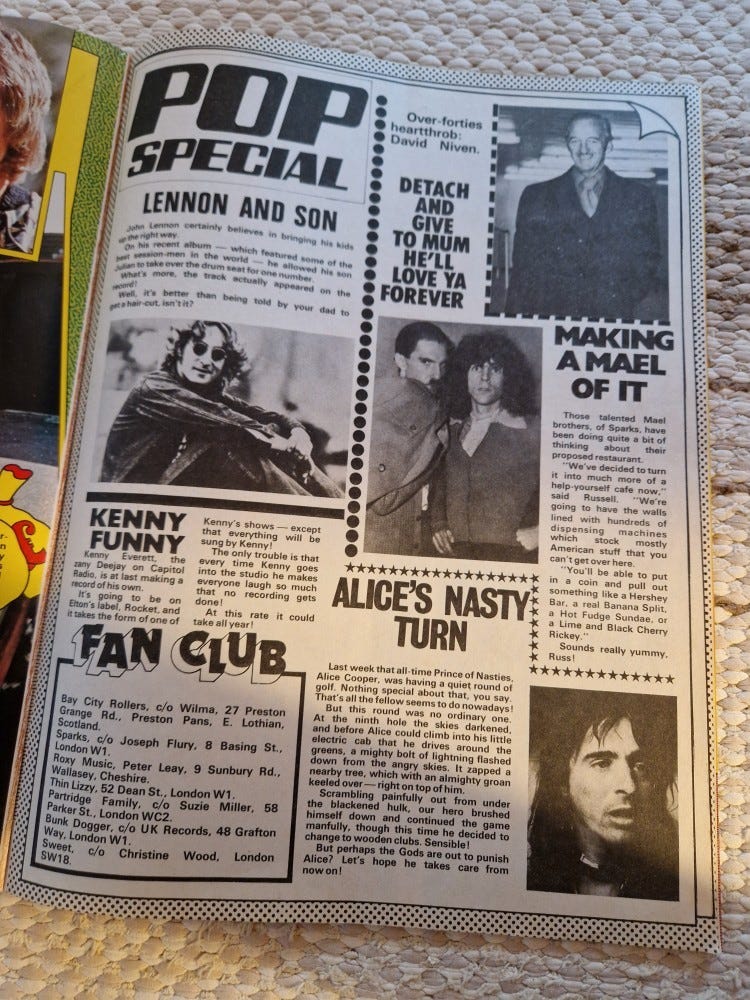 POP
SPECIAL
LENNON AND SON
John Lennon certainly believes in bringing his kids
up the right way.
On his recent album — which featured some of the
best session-men in the world — he allowed his son
Julian to take over the drum seat for one number.
What's more, the track actually appeared on the
record!
Well, it's better than being told by your dad to
get a hair-cut, isn't it?
KENNY
FUNNY
Kenny Everett, the
zany Deejay on Capitol
Radio, is at last making a
record of his own.
It's going to be on
Elton's label, Rocket, and
it takes the form of one of
Kenny's shows — except
that everything will be
sung by Kenny!
The only trouble is that
every time Kenny goes
into the studio he makes
everyone laugh so much
that no recording gets
done!
At this rate it could
take all year!
FAN CLUB
Bay City Rollers, c/o Wilma, 27 Preston
Grange Rd., Preston Pans, E. Lothian,
Scotland.
Sparks, c/o Joseph Flury, 8 Basing St.,
London W1.
Roxy Music, Peter Leay, 9 Sunbury Rd.,
Wallasey, Cheshire.
Thin Lizzy, 52 Dean St., London W1.
Partridge Family, c/o Suzie Miller, 58
Parker St., London WC2.
Bunk Dogger, c/o UK Records, 48 Grafton
Way, London W1.
Sweet, c/o Christine Wood, London
SW18.
Over-forties
heartthrob:
David Niven.
DETACH
AND
GIVE
TO MUM
HE'LL
LOVE YA
FOREVER
MAKING
A MAEL
OF IT
Those talented Mael
brothers, of Sparks, have
been doing quite a bit of
thinking about their
proposed restaurant.
"We've decided to turn
it into much more of a
help-yourself cafe now,"
said Russell. "We're
going to have the walls
lined with hundreds of
dispensing machines
which stock mostly
American stuff that you
can't get over here.
"You'll be able to put
in a coin and pull out
something like a Hershey
Bar, a real Banana Split,
a Hot Fudge Sundae, or
a Lime and Black Cherry
Rickey."
Sounds really yummy,
Russ!
ALICE'S NASTY
TURN
Last week that all-time Prince of Nasties,
Alice Cooper, was having a quiet round of
golf. Nothing special about that, you say.
That's all the fellow seems to do nowadays!
But this round was no ordinary one.
At the ninth hole the skies darkened,
and before Alice could climb into his little
electric cab that he drives around the
greens, a mighty bolt of lightning flashed
down from the angry skies. It zapped a
nearby tree, which with an almighty groan
keeled over — right on top of him.
Scrambling painfully out from under
the blackened hulk, our hero brushed
himself down and continued the game
manfully, though this time he decided to
change to wooden clubs. Sensible!
But perhaps the Gods are out to punish
Alice? Let's hope he takes care from
now on!